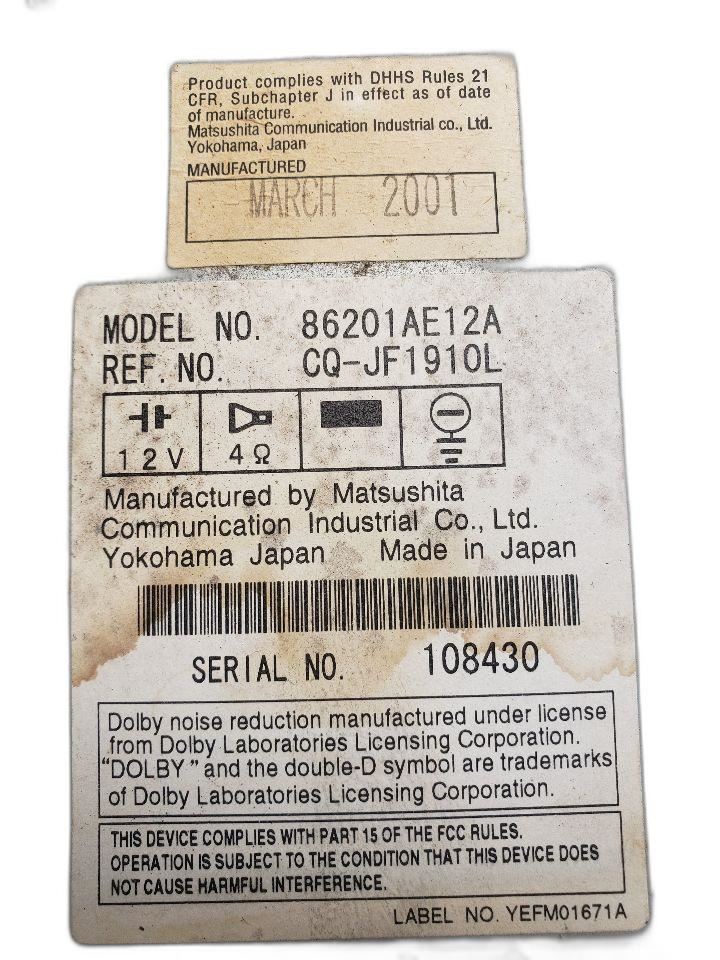 Product complies with DHHS Rules 21
CFR, Subchapter J in effect as of date
of manufacture.
Matsushita Communication Industrial co., Ltd.
Yokohama, Japan
MANUFACTURED
MARCH 2001
MODEL NO. 86201AE12A
REF. NO. CQ-JF1910L
12V 4Ω
Manufactured by Matsushita
Communication Industrial Co., Ltd.
Yokohama Japan Made in Japan
SERIAL NO. 108430
Dolby noise reduction manufactured under license
from Dolby Laboratories Licensing Corporation.
“DOLBY” and the double-D symbol are trademarks
of Dolby Laboratories Licensing Corporation.
THIS DEVICE COMPLIES WITH PART 15 OF THE FCC RULES.
OPERATION IS SUBJECT TO THE CONDITION THAT THIS DEVICE DOES
NOT CAUSE HARMFUL INTERFERENCE.
LABEL NO. YEFM01671A